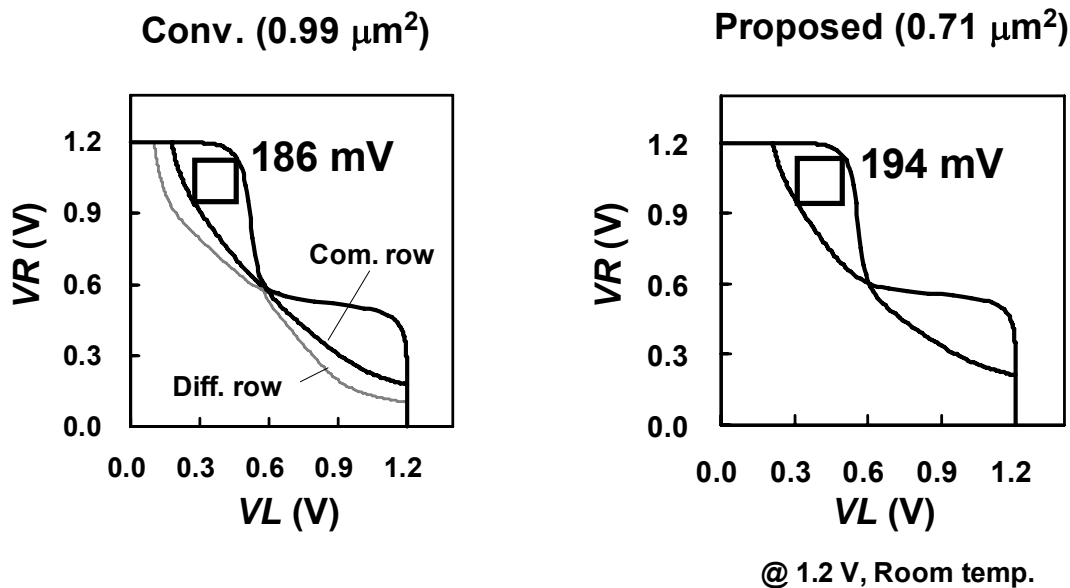 Conv. (0.99 μm²)
1.2
0.9
0.6
0.3
0.0
VR (V)
186 mV
Com. row
Diff. row
0.0 0.3 0.6 0.9 1.2
VL (V)
Proposed (0.71 μm²)
1.2
0.9
0.6
0.3
0.0
VR (V)
194 mV
0.0 0.3 0.6 0.9 1.2
VL (V)
@ 1.2 V, Room temp.